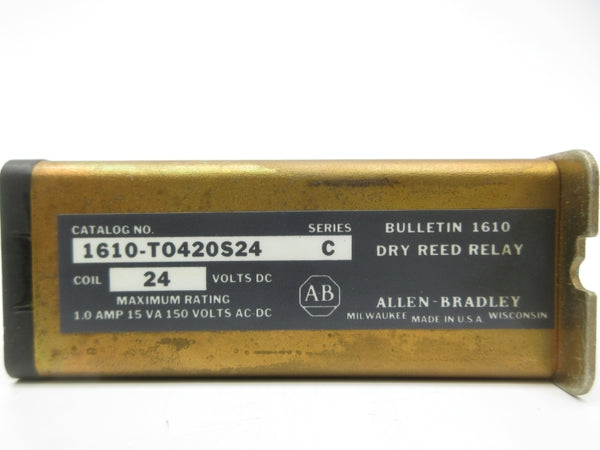 CATALOG NO. SERIES
1610-T0420S24 C
COIL 24 VOLTS DC
MAXIMUM RATING
1.0 AMP 15 VA 150 VOLTS AC-DC
AB
BULLETIN 1610
DRY REED RELAY
ALLEN-BRADLEY
MILWAUKEE MADE IN U.S.A. WISCONSIN